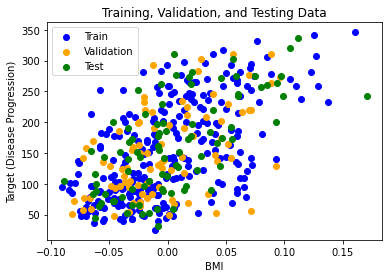 Training, Validation, and Testing Data
Train
Validation
Test
Target (Disease Progression)
350
300
250
200
150
100
50
−0.10
−0.05
0.00
0.05
0.10
0.15
BMI